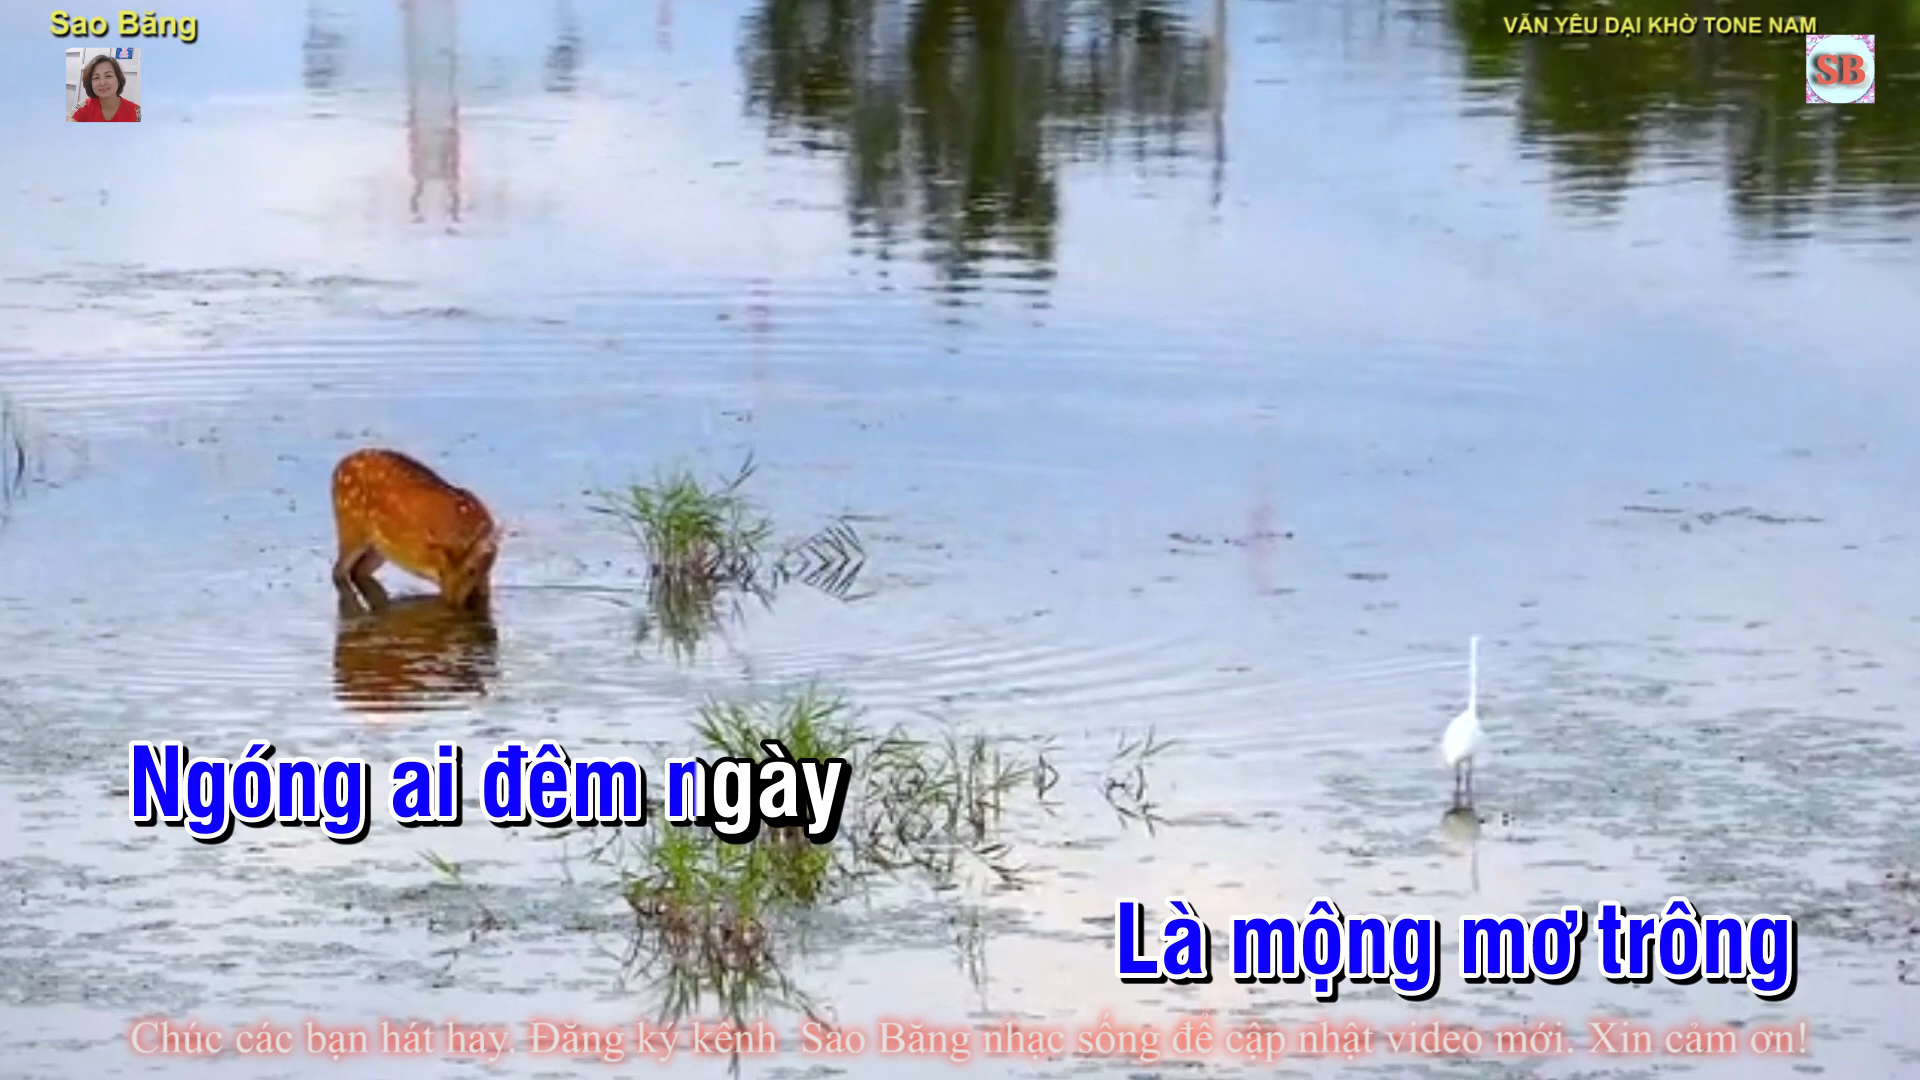 Sao Băng
VẪN YÊU DẠI KHỜ TONE NAM
SB
Ngóng ai đêm ngày
Là mộng mơ trông
Chúc các bạn hát hay. Đăng ký kênh Sao Băng nhạc sống để cập nhật video mới. Xin cảm ơn!